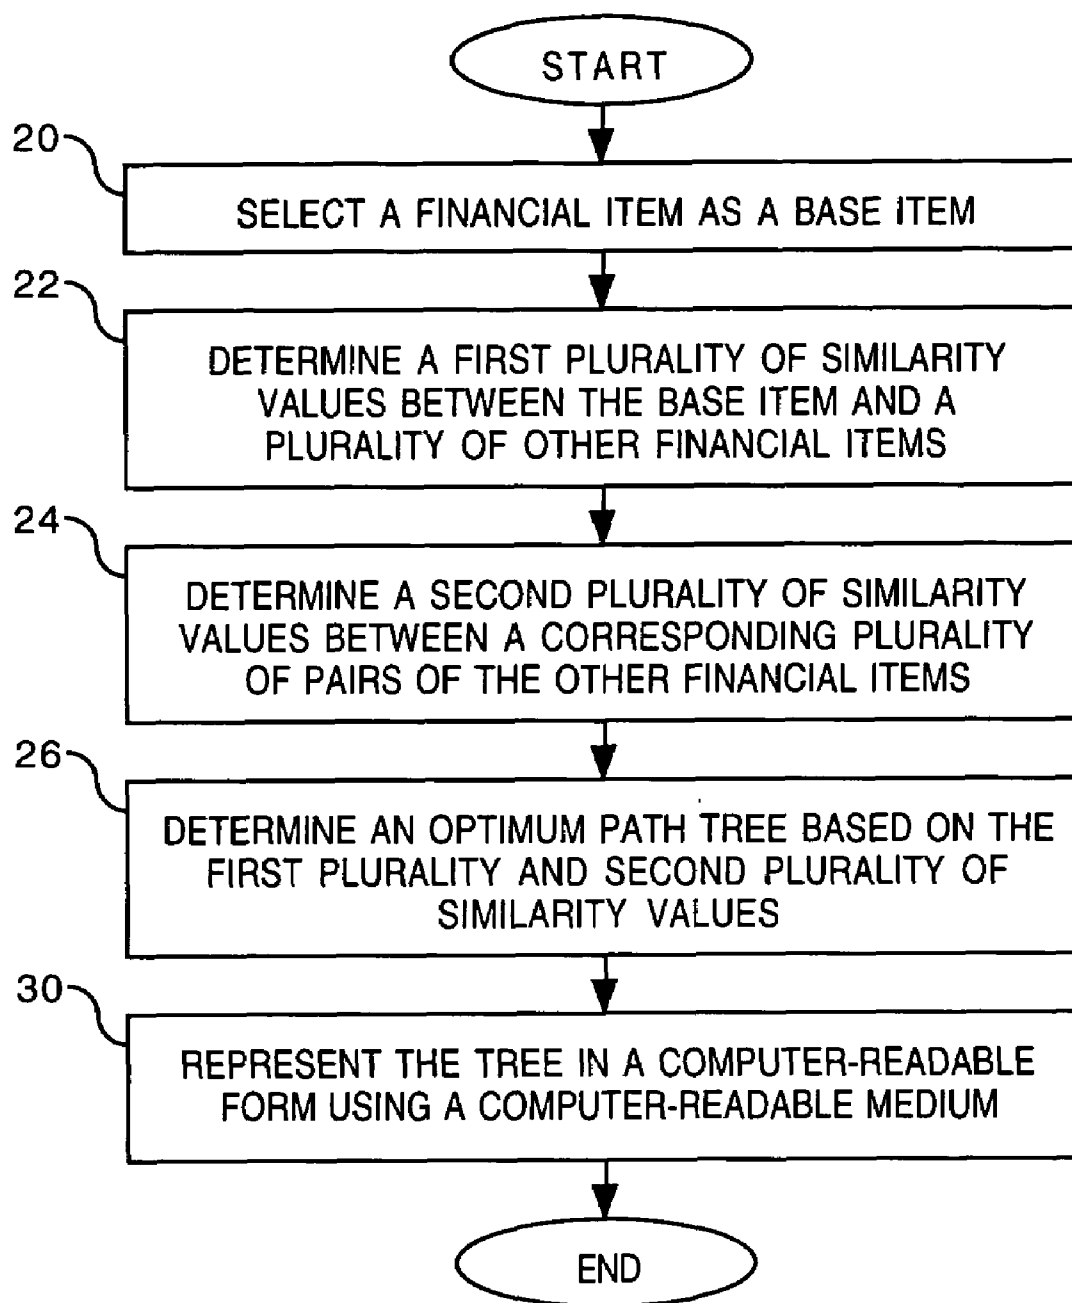 START
20
SELECT A FINANCIAL ITEM AS A BASE ITEM
22
DETERMINE A FIRST PLURALITY OF SIMILARITY
VALUES BETWEEN THE BASE ITEM AND A
PLURALITY OF OTHER FINANCIAL ITEMS
24
DETERMINE A SECOND PLURALITY OF SIMILARITY
VALUES BETWEEN A CORRESPONDING PLURALITY
OF PAIRS OF THE OTHER FINANCIAL ITEMS
26
DETERMINE AN OPTIMUM PATH TREE BASED ON THE
FIRST PLURALITY AND SECOND PLURALITY OF
SIMILARITY VALUES
30
REPRESENT THE TREE IN A COMPUTER-READABLE
FORM USING A COMPUTER-READABLE MEDIUM
END